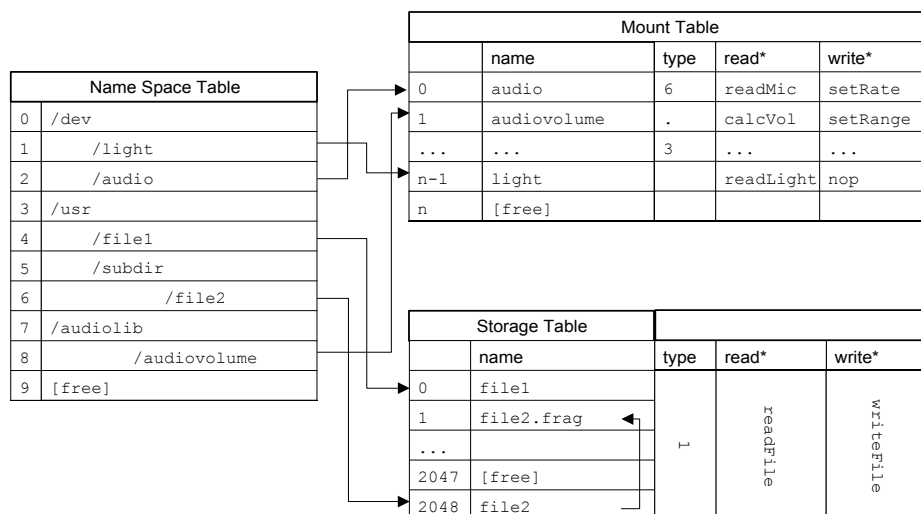 Mount Table
name type read* write*
0 audio 6 readMic setRate
1 audiovolume . calcVol setRange
... ... 3 ... ...
n-1 light readLight nop
n [free]
Name Space Table
0 /dev
1 /light
2 /audio
3 /usr
4 /file1
5 /subdir
6 /file2
7 /audiolib
8 /audiovolume
9 [free]
Storage Table
name type read* write*
0 file1
1 file2.frag
...
2047 [free]
2048 file2
1
readFile
writeFile